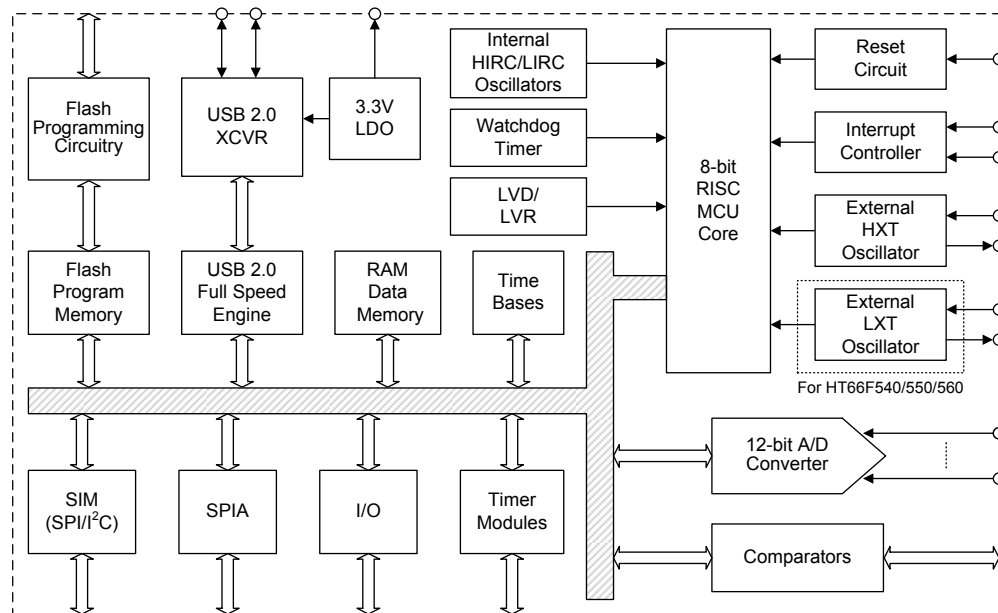 Flash
Programming
Circuitry
USB 2.0
XCVR
3.3V
LDO
Internal
HIRC/LIRC
Oscillators
Watchdog
Timer
LVD/
LVR
8-bit
RISC
MCU
Core
Reset
Circuit
Interrupt
Controller
External
HXT
Oscillator
External
LXT
Oscillator
For HT66F540/550/560
Flash
Program
Memory
USB 2.0
Full Speed
Engine
RAM
Data
Memory
Time
Bases
12-bit A/D
Converter
SIM
(SPI/I²C)
SPIA
I/O
Timer
Modules
Comparators